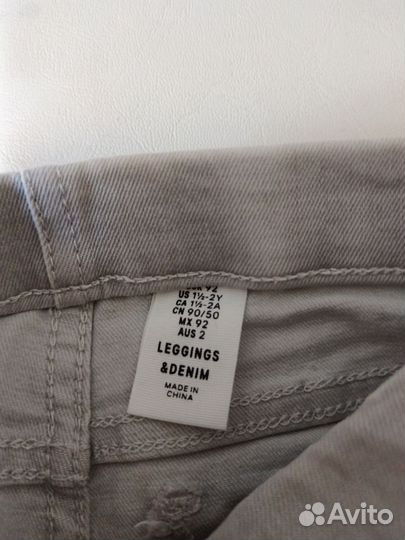 92
US 1½-2Y
CA 1½-2A
CN 90/50
MX 92
AUS 2
LEGGINGS
&DENIM
MADE IN
CHINA
Avito